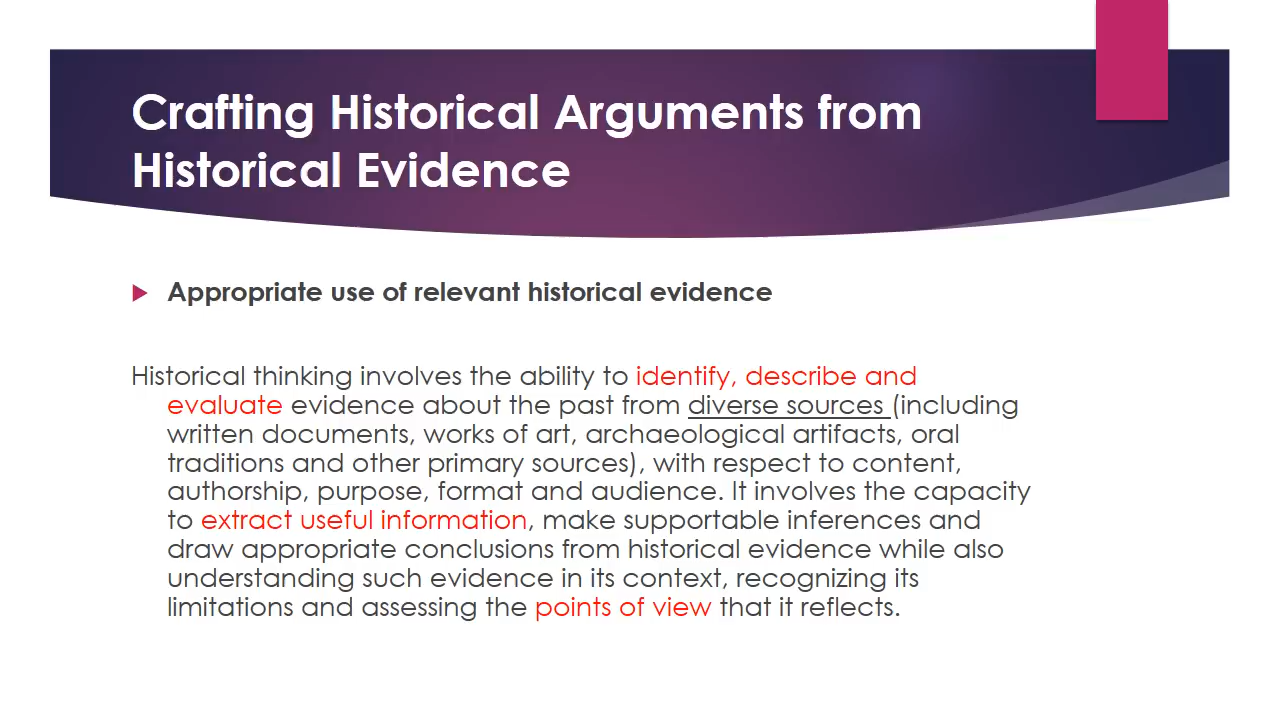 Crafting Historical Arguments from
Historical Evidence
Appropriate use of relevant historical evidence
Historical thinking involves the ability to identify, describe and
evaluate evidence about the past from diverse sources (including
written documents, works of art, archaeological artifacts, oral
traditions and other primary sources), with respect to content,
authorship, purpose, format and audience. It involves the capacity
to extract useful information, make supportable inferences and
draw appropriate conclusions from historical evidence while also
understanding such evidence in its context, recognizing its
limitations and assessing the points of view that it reflects.